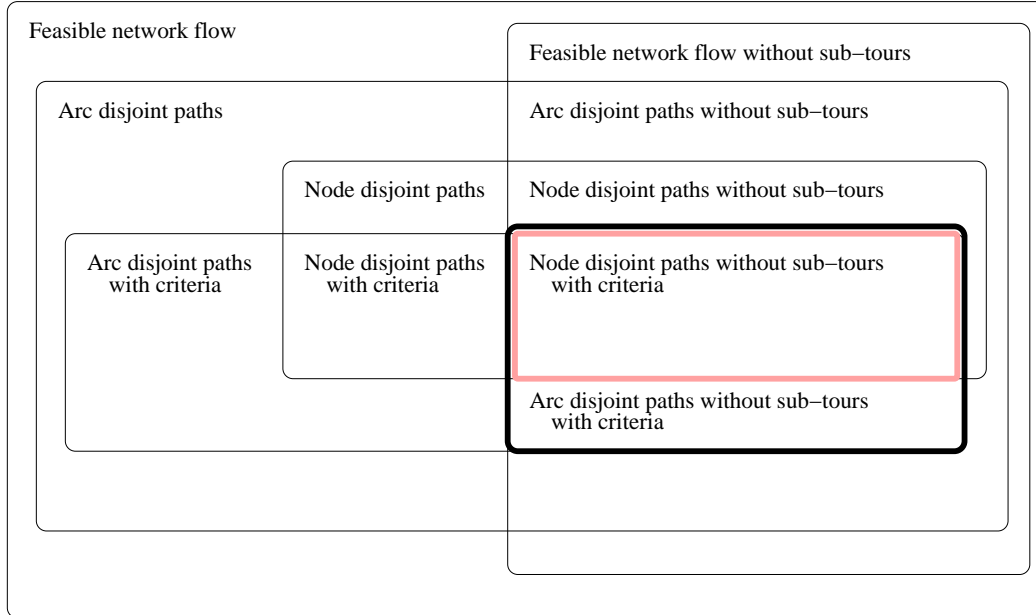 Feasible network flow
Feasible network flow without sub−tours
Arc disjoint paths
Arc disjoint paths without sub−tours
Node disjoint paths
Node disjoint paths without sub−tours
Arc disjoint paths
with criteria
Node disjoint paths
with criteria
Node disjoint paths without sub−tours
with criteria
Arc disjoint paths without sub−tours
with criteria